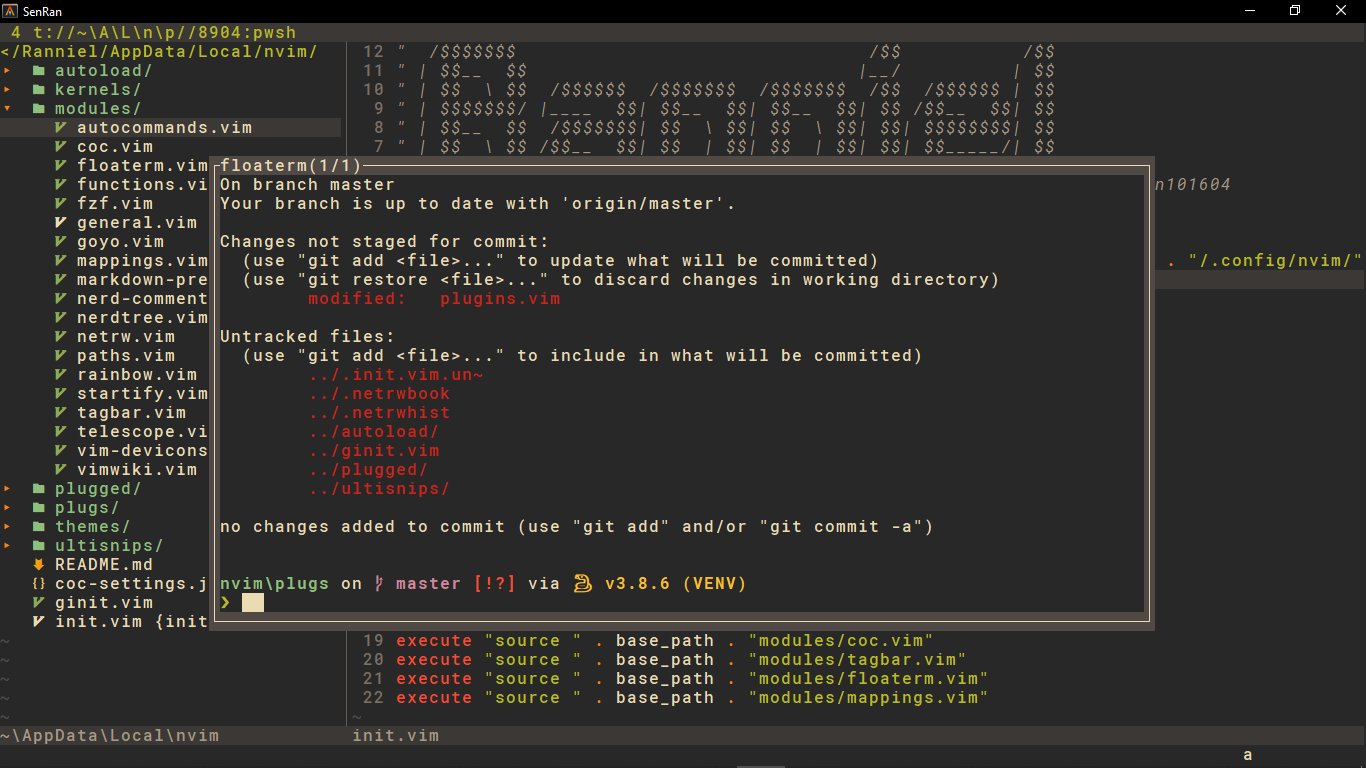 SenRan
4 t://~\A\L\n\p//8904:pwsh
</Ranniel/AppData/Local/nvim/
autoload/
kernels/
modules/
autocommands.vim
coc.vim
floaterm.vim
functions.vi
fzf.vim
general.vim
goyo.vim
mappings.vim
markdown-pre
nerd-comment
nerdtree.vim
netrw.vim
paths.vim
rainbow.vim
startify.vim
tagbar.vim
telescope.vi
vim-devicons
vimwiki.vim
plugged/
plugs/
themes/
ultisnips/
README.md
{} coc-settings.j
ginit.vim
init.vim {init
~
~
~
~
~
12 " /$$$$$$$ /$$ /$$
11 " | $$__ $$ |__/ | $$
10 " | $$ \ $$ /$$$$$$ /$$$$$$$ /$$$$$$$ /$$ /$$$$$$ | $$
9 " | $$$$$$$/ |____ $$| $$__ $$| $$__ $$| $$ /$$__ $$| $$
8 " | $$__ $$ /$$$$$$$| $$ \ $$| $$ \ $$| $$| $$$$$$$$| $$
7 " | $$ \ $$ /$$__ $$| $$ | $$| $$ | $$| $$| $$_____/| $$
n101604
. "/.config/nvim/"
floaterm(1/1)
On branch master
Your branch is up to date with 'origin/master'.
Changes not staged for commit:
(use "git add <file>..." to update what will be committed)
(use "git restore <file>..." to discard changes in working directory)
modified: plugins.vim
Untracked files:
(use "git add <file>..." to include in what will be committed)
../.init.vim.un~
../.netrwbook
../.netrwhist
../autoload/
../ginit.vim
../plugged/
../ultisnips/
no changes added to commit (use "git add" and/or "git commit -a")
nvim\plugs on master [!?] via v3.8.6 (VENV)
❯
19 execute "source " . base_path . "modules/coc.vim"
20 execute "source " . base_path . "modules/tagbar.vim"
21 execute "source " . base_path . "modules/floaterm.vim"
22 execute "source " . base_path . "modules/mappings.vim"
~
~\AppData\Local\nvim init.vim
a